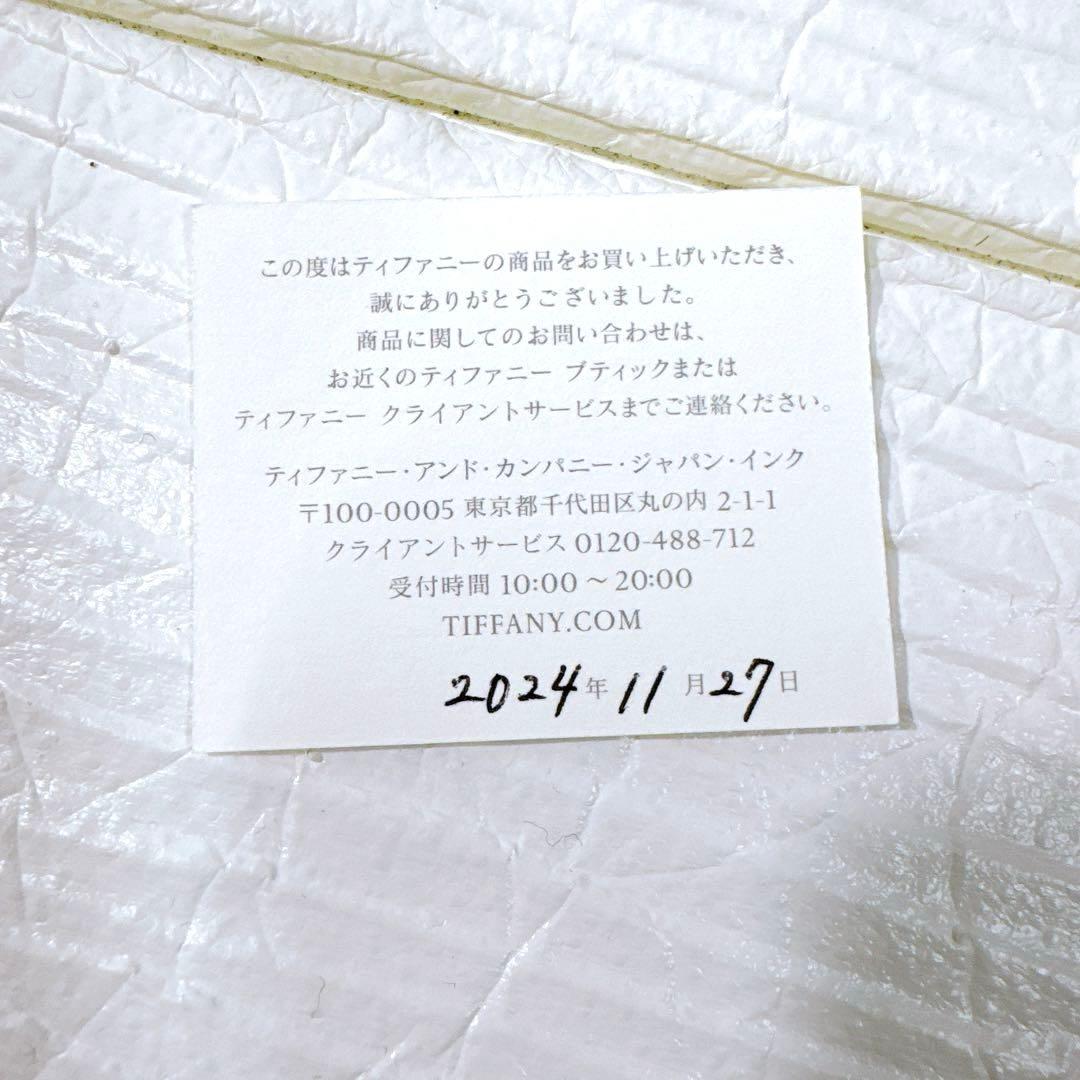 この度はティファニーの商品をお買い上げいただき、
誠にありがとうございました。
商品に関してのお問い合わせは、
お近くのティファニー ブティックまたは
ティファニー クライアントサービスまでご連絡ください。
ティファニー・アンド・カンパニー・ジャパン・インク
〒100-0005 東京都千代田区丸の内 2-1-1
クライアントサービス 0120-488-712
受付時間 10:00 ～ 20:00
TIFFANY.COM
2024年 11 月27日